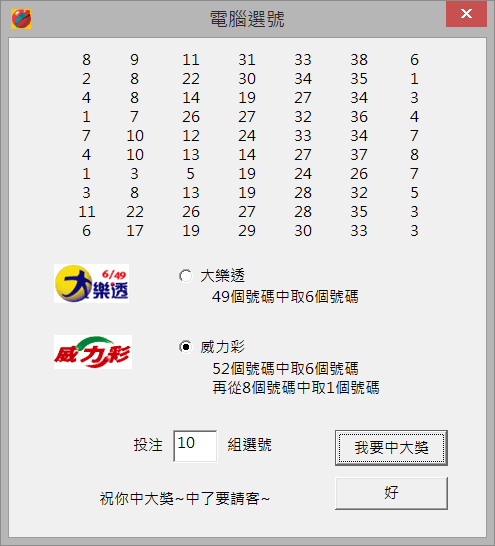 電腦選號
8 9 11 31 33 38 6
2 8 22 30 34 35 1
4 8 14 19 27 34 3
1 7 26 27 32 36 4
7 10 12 24 33 34 7
4 10 13 14 27 37 8
1 3 5 19 24 26 7
3 8 13 19 28 32 5
11 22 26 27 28 35 3
6 17 19 29 30 33 3
6/49
大樂透
大樂透
49個號碼中取6個號碼
威力彩
威力彩
52個號碼中取6個號碼
再從8個號碼中取1個號碼
投注 10 組選號
我要中大獎
祝你中大獎~中了要請客~
好